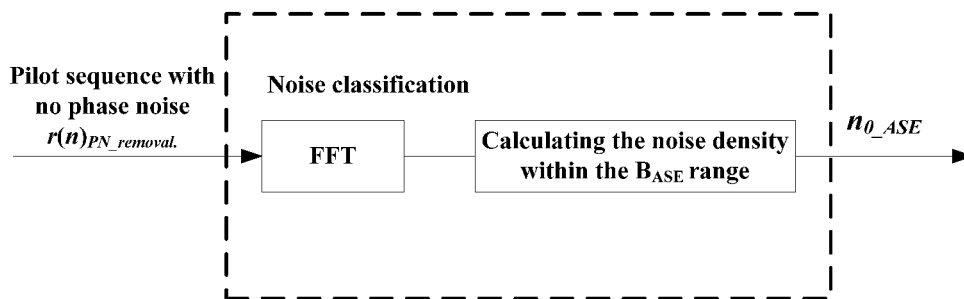 Pilot sequence with
no phase noise
r(n)PN_removal.
Noise classification
FFT
Calculating the noise density
within the BASE range
n0_ASE